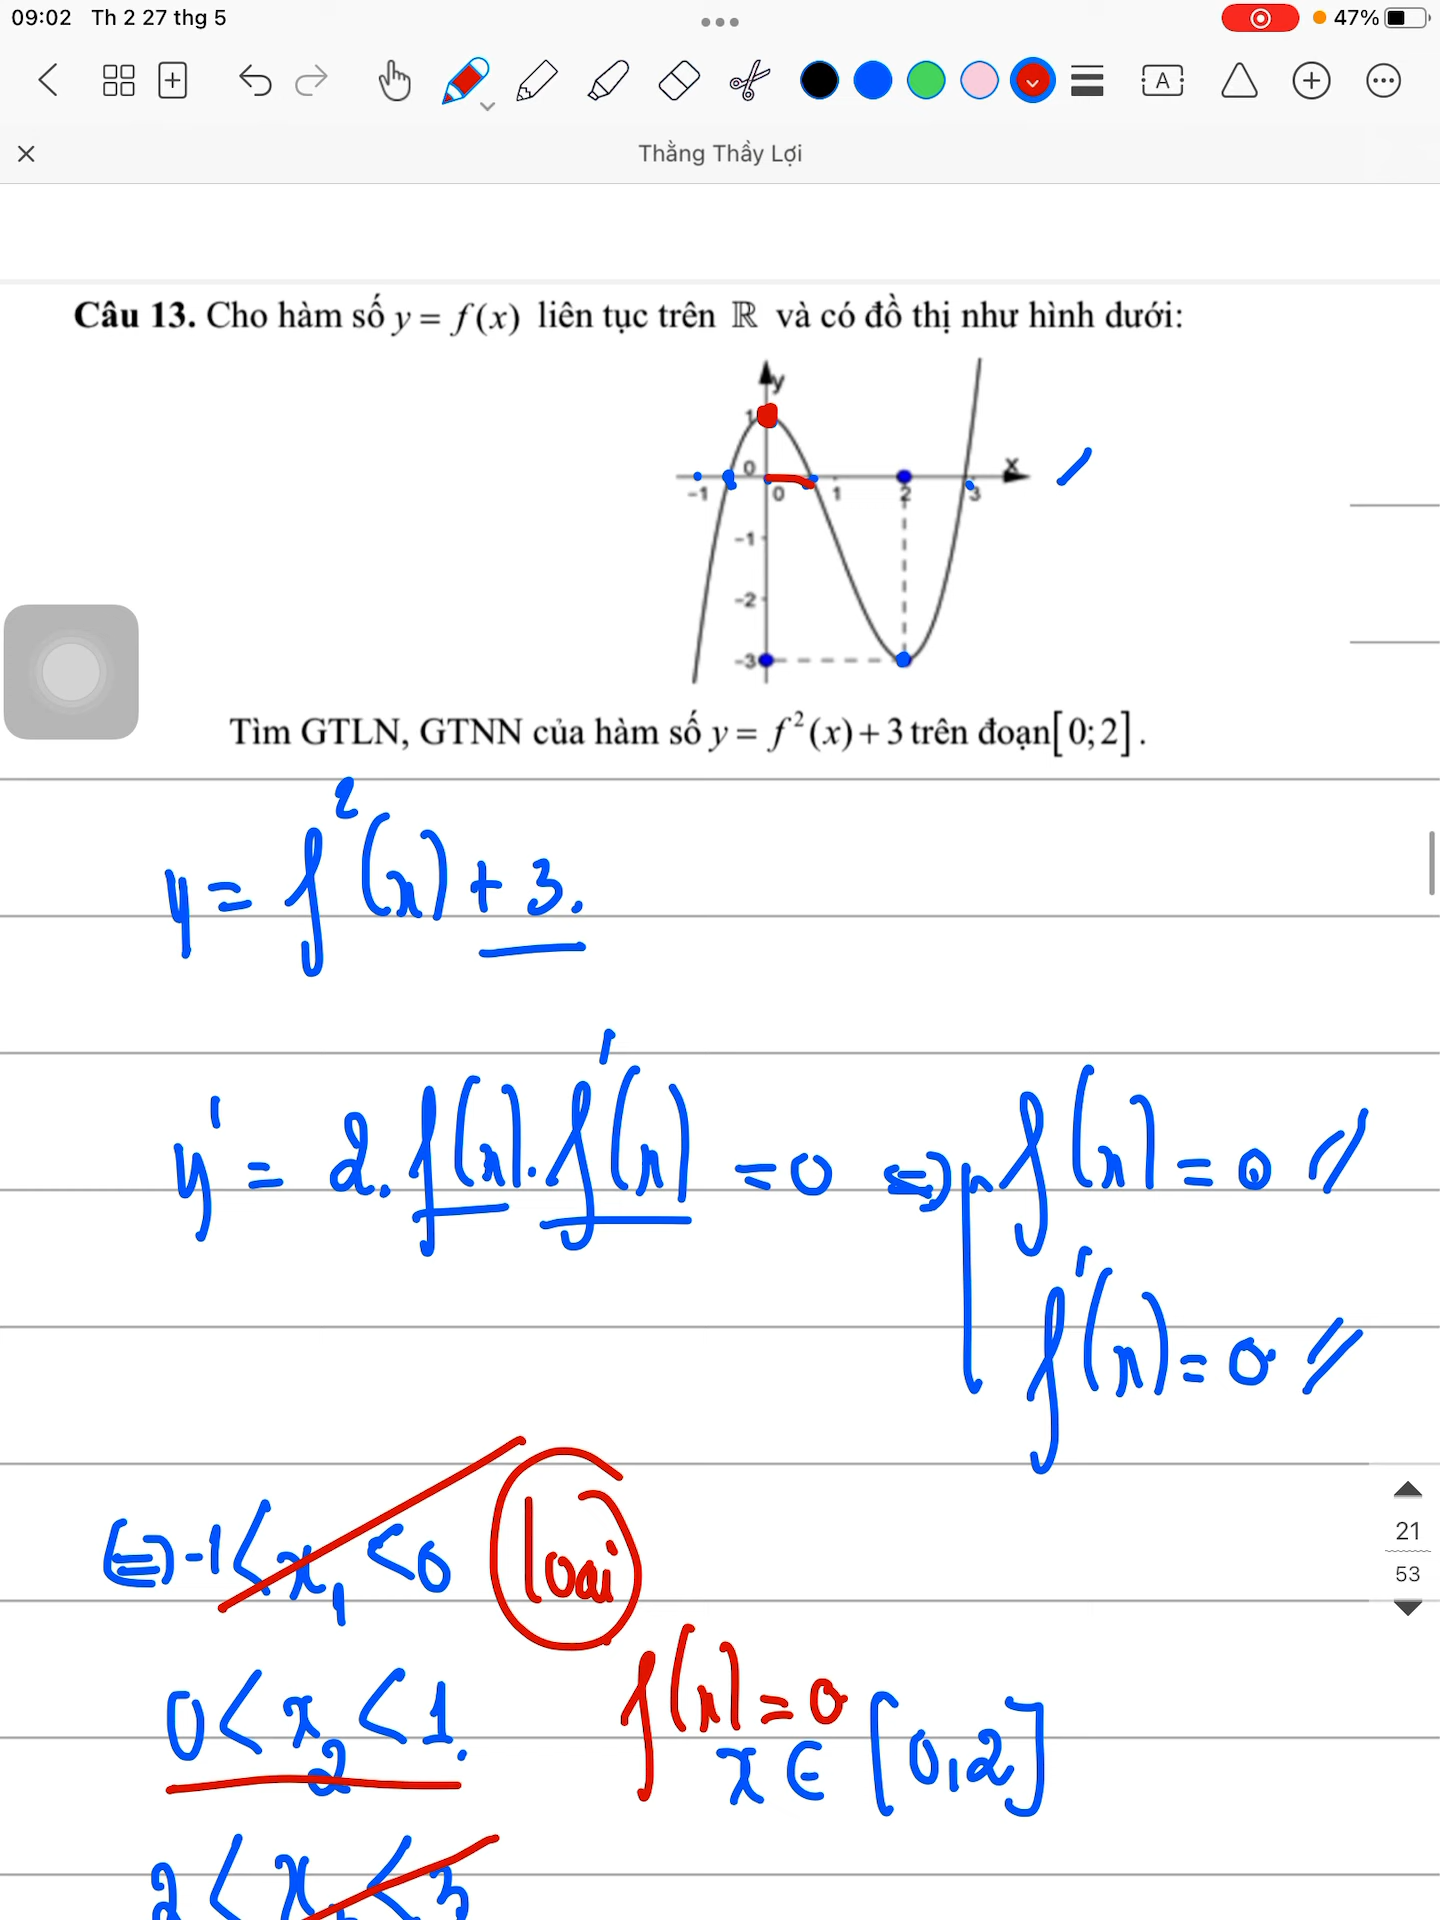 09:02 Th 2 27 thg 5
47%
A
Thằng Thầy Lợi
Câu 13. Cho hàm số y = f(x) liên tục trên ℝ và có đồ thị như hình dưới:
y
1
0
x
-1 0 1 2 3
-1
-2
-3
Tìm GTLN, GTNN của hàm số y = f²(x)+3 trên đoạn[0;2].
y = f²(x) + 3.
y' = 2.f(x).f'(x) = 0 ⇔ f(x) = 0
f'(x) = 0
⇔ -1 < x₁ < 0 loại
0 < x₂ < 1.
f(x) = 0
x ∈ [0,2]
2 < x < 3
21
53